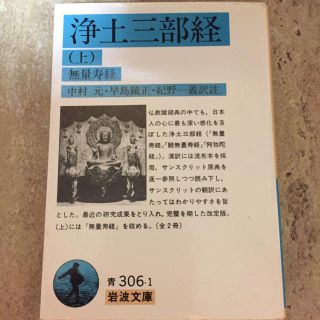 浄土三部経
(上)
無量寿経
中村 元・早島鏡正・紀野一義訳註
仏教諸経典の中でも、日本
人の心に最も深い感化を及
ぼした浄土三部経(『無量
寿経』『観無量寿経』『阿弥陀
経』)。漢訳には流布本を採
用、サンスクリット原典を
逐一参照しつつ読み下し、
サンスクリットの翻訳にあ
たってはわかりやすさを旨
とした。最近の研究成果をとり入れ、完璧を期した改定版。
(上)には『無量寿経』を収める。(全2冊)
青 306-1
岩波文庫